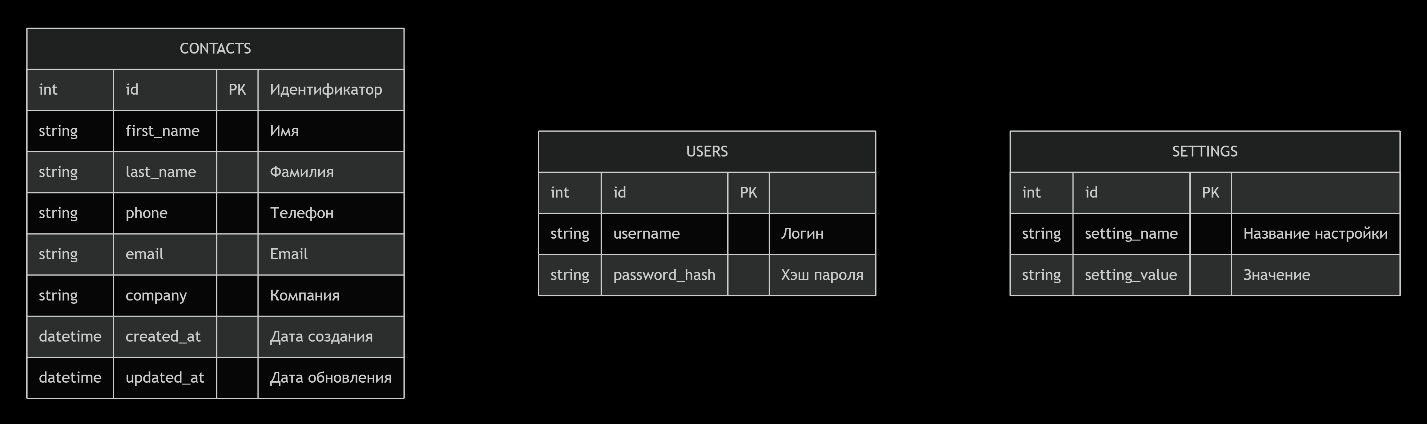 CONTACTS
int id PK Идентификатор
string first_name Имя
string last_name Фамилия
string phone Телефон
string email Email
string company Компания
datetime created_at Дата создания
datetime updated_at Дата обновления
USERS
int id PK
string username Логин
string password_hash Хэш пароля
SETTINGS
int id PK
string setting_name Название настройки
string setting_value Значение